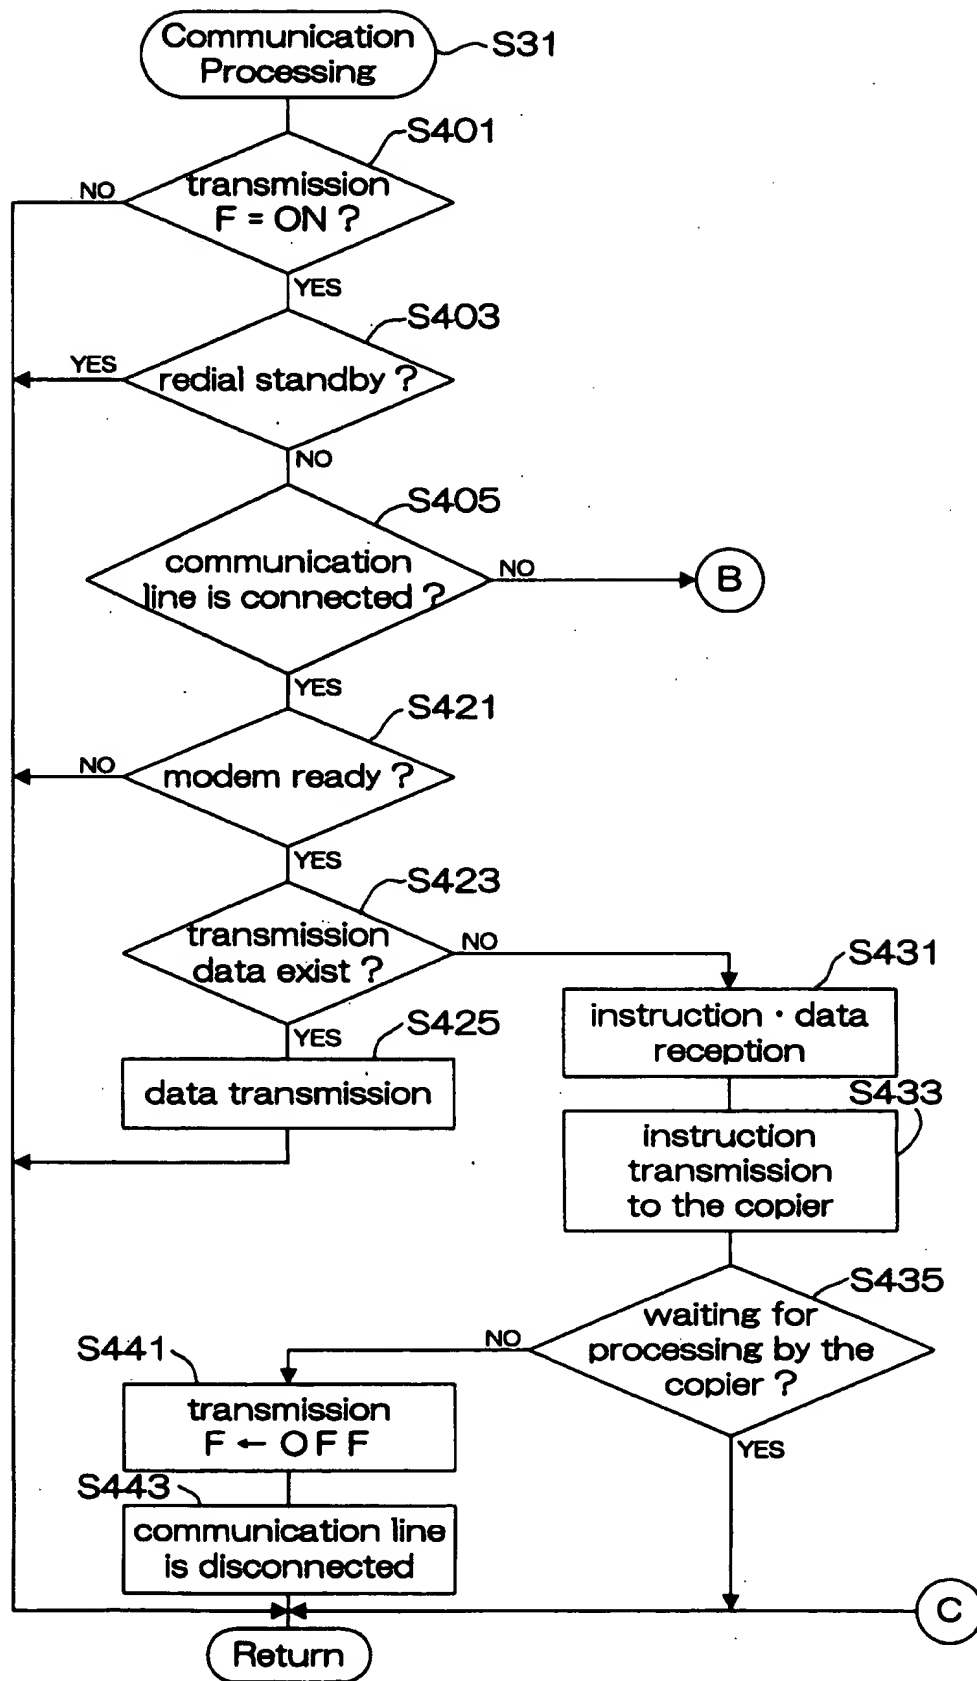 Communication
Processing
S31
S401
transmission
F = ON ?
NO
YES
S403
redial standby ?
YES
NO
S405
communication
line is connected ?
NO
B
YES
S421
modem ready ?
NO
YES
S423
transmission
data exist ?
NO
YES
S425
data transmission
S431
instruction · data
reception
S433
instruction
transmission
to the copier
S435
waiting for
processing by the
copier ?
NO
YES
S441
transmission
F ← OFF
S443
communication line
is disconnected
C
Return